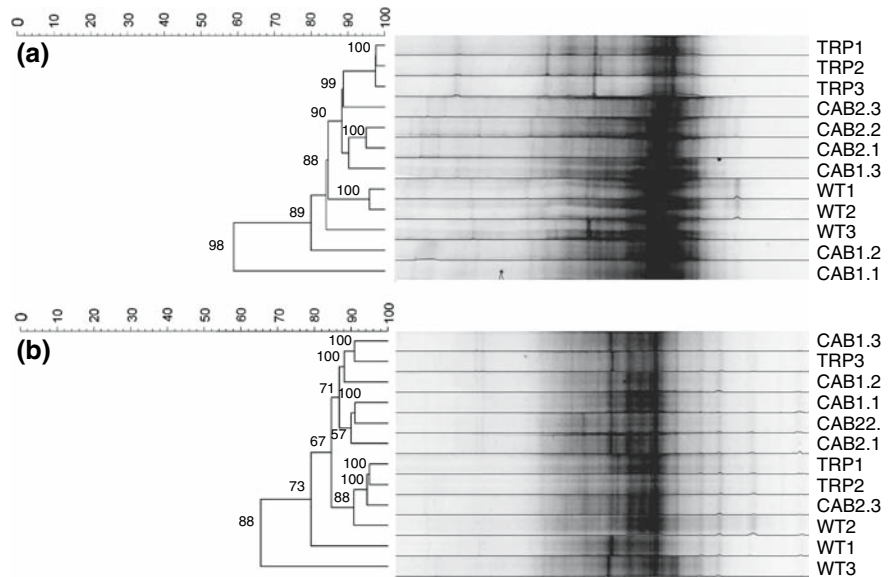 0 10 20 30 40 50 60 70 80 90 100
(a)
100 TRP1
TRP2
99 TRP3
90 CAB2.3
100 CAB2.2
88 CAB2.1
CAB1.3
100 WT1
89 WT2
98 WT3
CAB1.2
CAB1.1
0 10 20 30 40 50 60 70 80 90 100
(b)
100 CAB1.3
100 TRP3
71 100 CAB1.2
CAB1.1
67 57 CAB22.
CAB2.1
73 100 TRP1
100 TRP2
88 88 CAB2.3
WT2
WT1
WT3